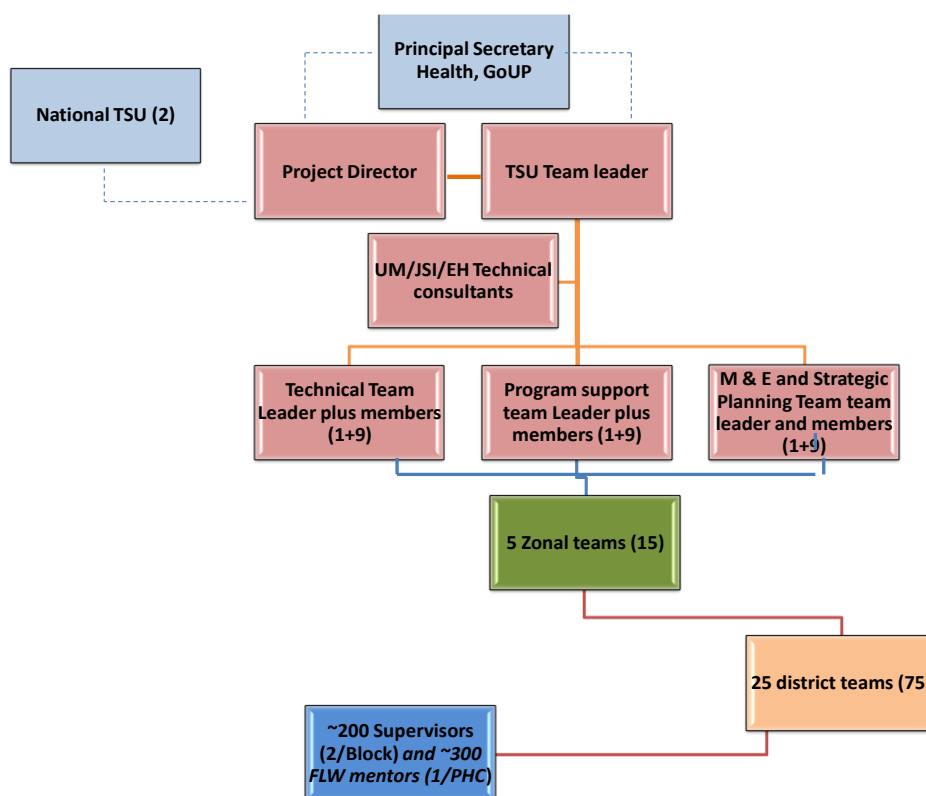 Principal Secretary
Health, GoUP
National TSU (2)
Project Director
TSU Team leader
UM/JSI/EH Technical
consultants
Technical Team
Leader plus members
(1+9)
Program support
team Leader plus
members (1+9)
M & E and Strategic
Planning Team team
leader and members
(1+9)
5 Zonal teams (15)
25 district teams (75
~200 Supervisors
(2/Block) and ~300
FLW mentors (1/PHC)